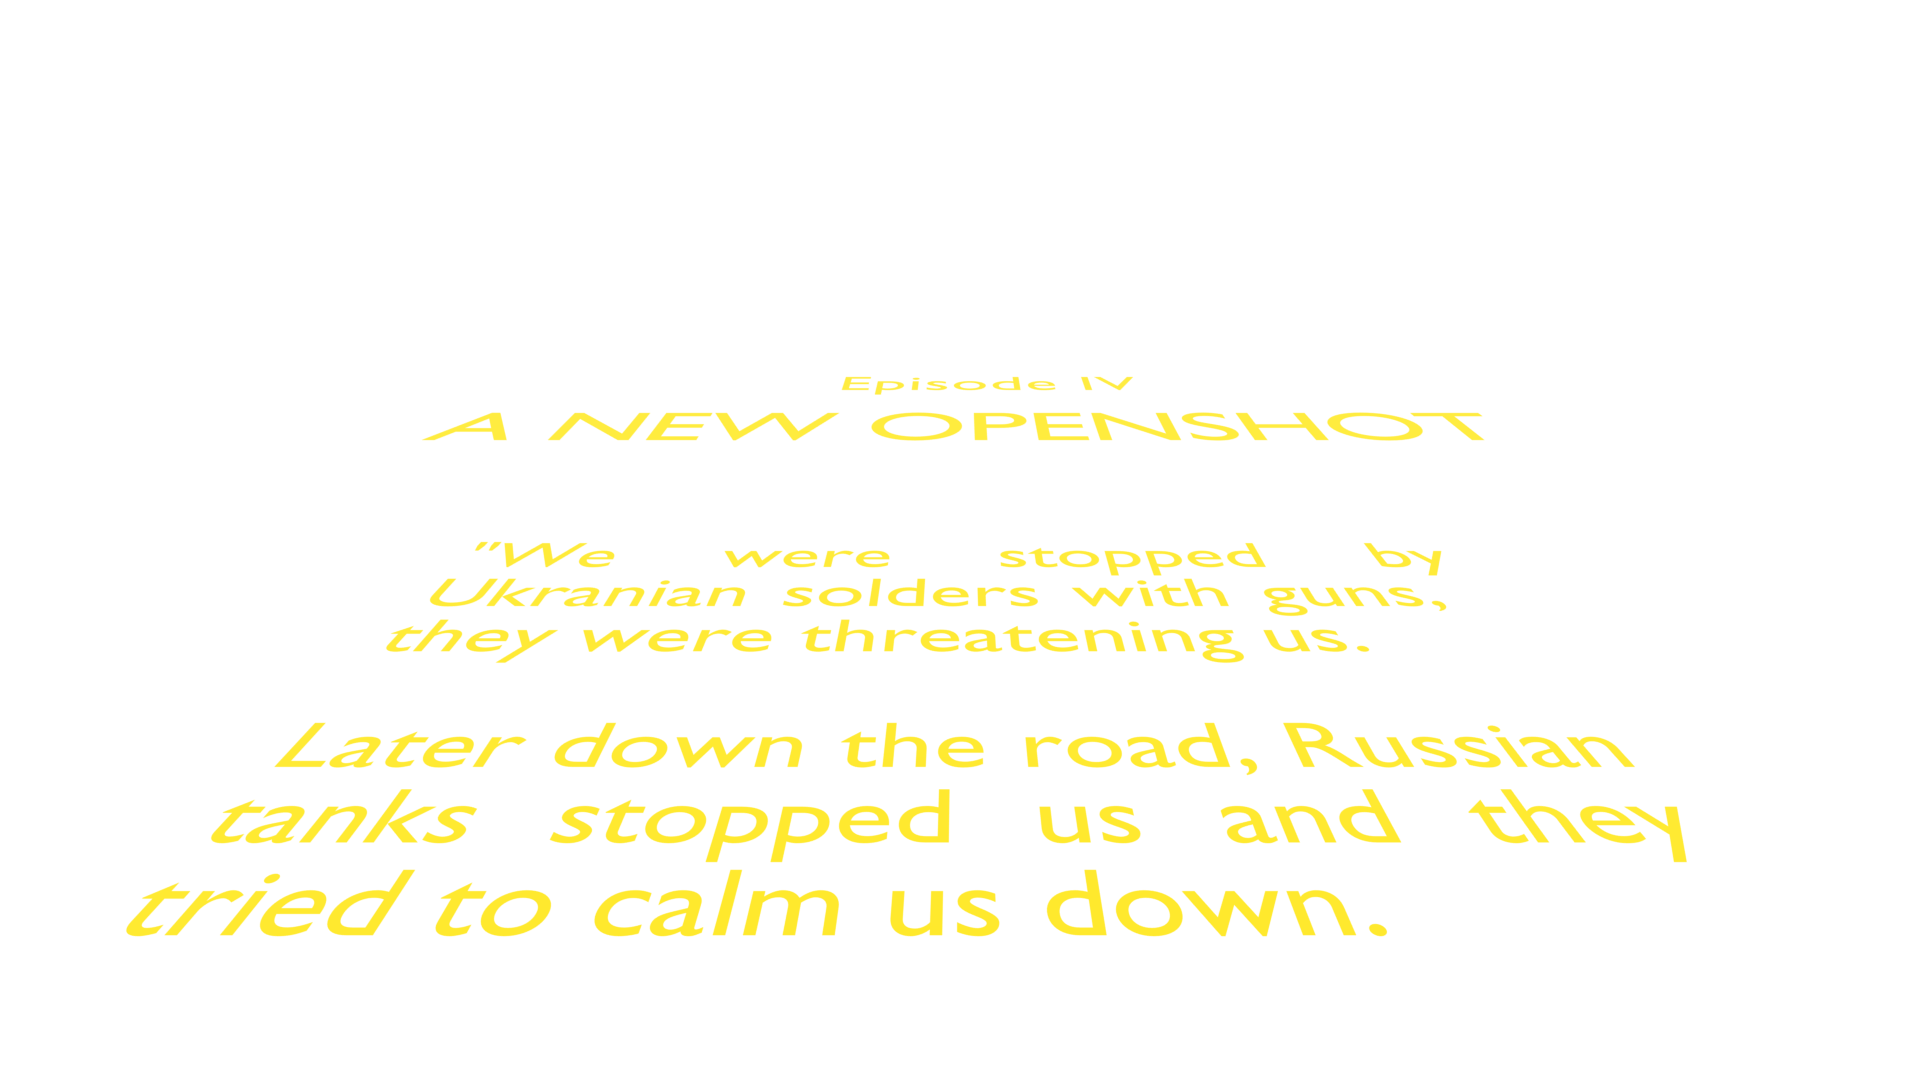 Episode IV
A NEW OPENSHOT
"We were stopped by
Ukranian solders with guns,
they were threatening us.
Later down the road, Russian
tanks stopped us and they
tried to calm us down.